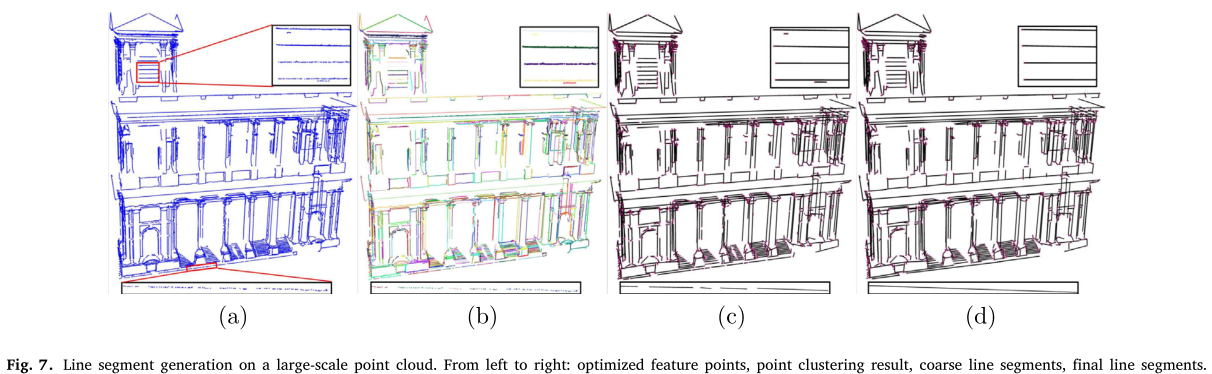 (a) (b) (c) (d)
Fig. 7. Line segment generation on a large-scale point cloud. From left to right: optimized feature points, point clustering result, coarse line segments, final line segments.